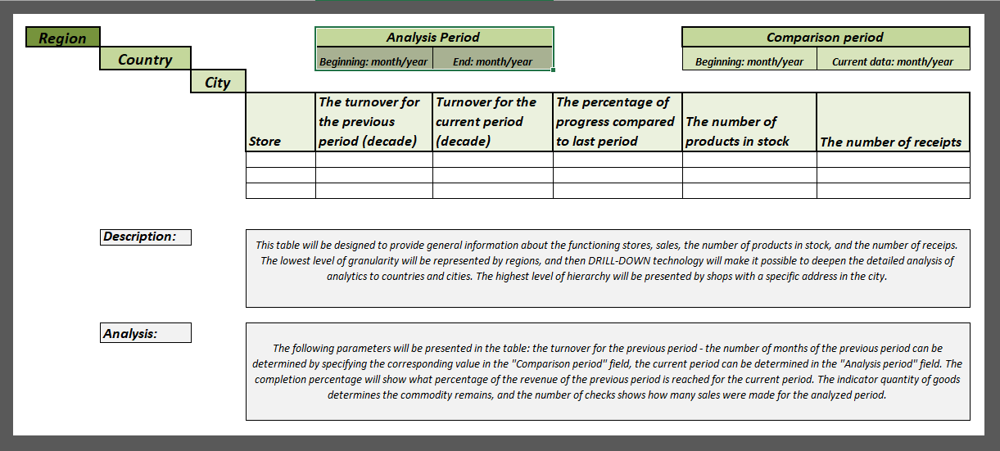 Region
Analysis Period
Comparison period
Country
Beginning: month/year
End: month/year
Beginning: month/year
Current data: month/year
City
Store
The turnover for
the previous
period (decade)
Turnover for the
current period
(decade)
The percentage of
progress compared
to last period
The number of
products in stock
The number of receipts
Description:
This table will be designed to provide general information about the functioning stores, sales, the number of products in stock, and the number of receips.
The lowest level of granularity will be represented by regions, and then DRILL-DOWN technology will make it possible to deepen the detailed analysis of
analytics to countries and cities. The highest level of hierarchy will be presented by shops with a specific address in the city.
Analysis:
The following parameters will be presented in the table: the turnover for the previous period - the number of months of the previous period can be
determined by specifying the corresponding value in the "Comparison period" field, the current period can be determined in the "Analysis period" field. The
completion percentage will show what percentage of the revenue of the previous period is reached for the current period. The indicator quantity of goods
determines the commodity remains, and the number of checks shows how many sales were made for the analyzed period.